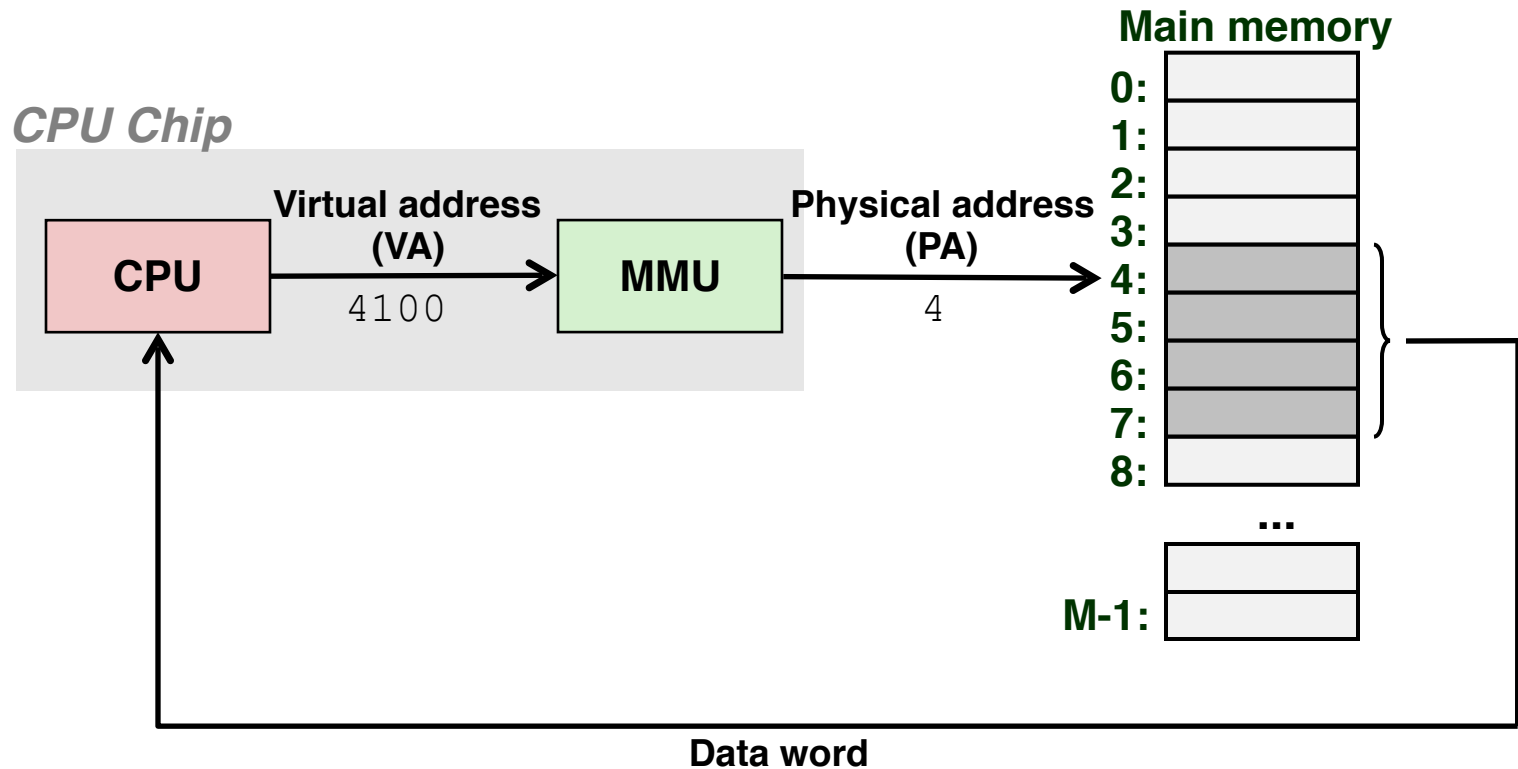 Main memory
CPU Chip
0:
1:
2:
3:
4:
5:
6:
7:
8:
...
M-1:
Virtual address
(VA)
4100
Physical address
(PA)
4
CPU
MMU
Data word